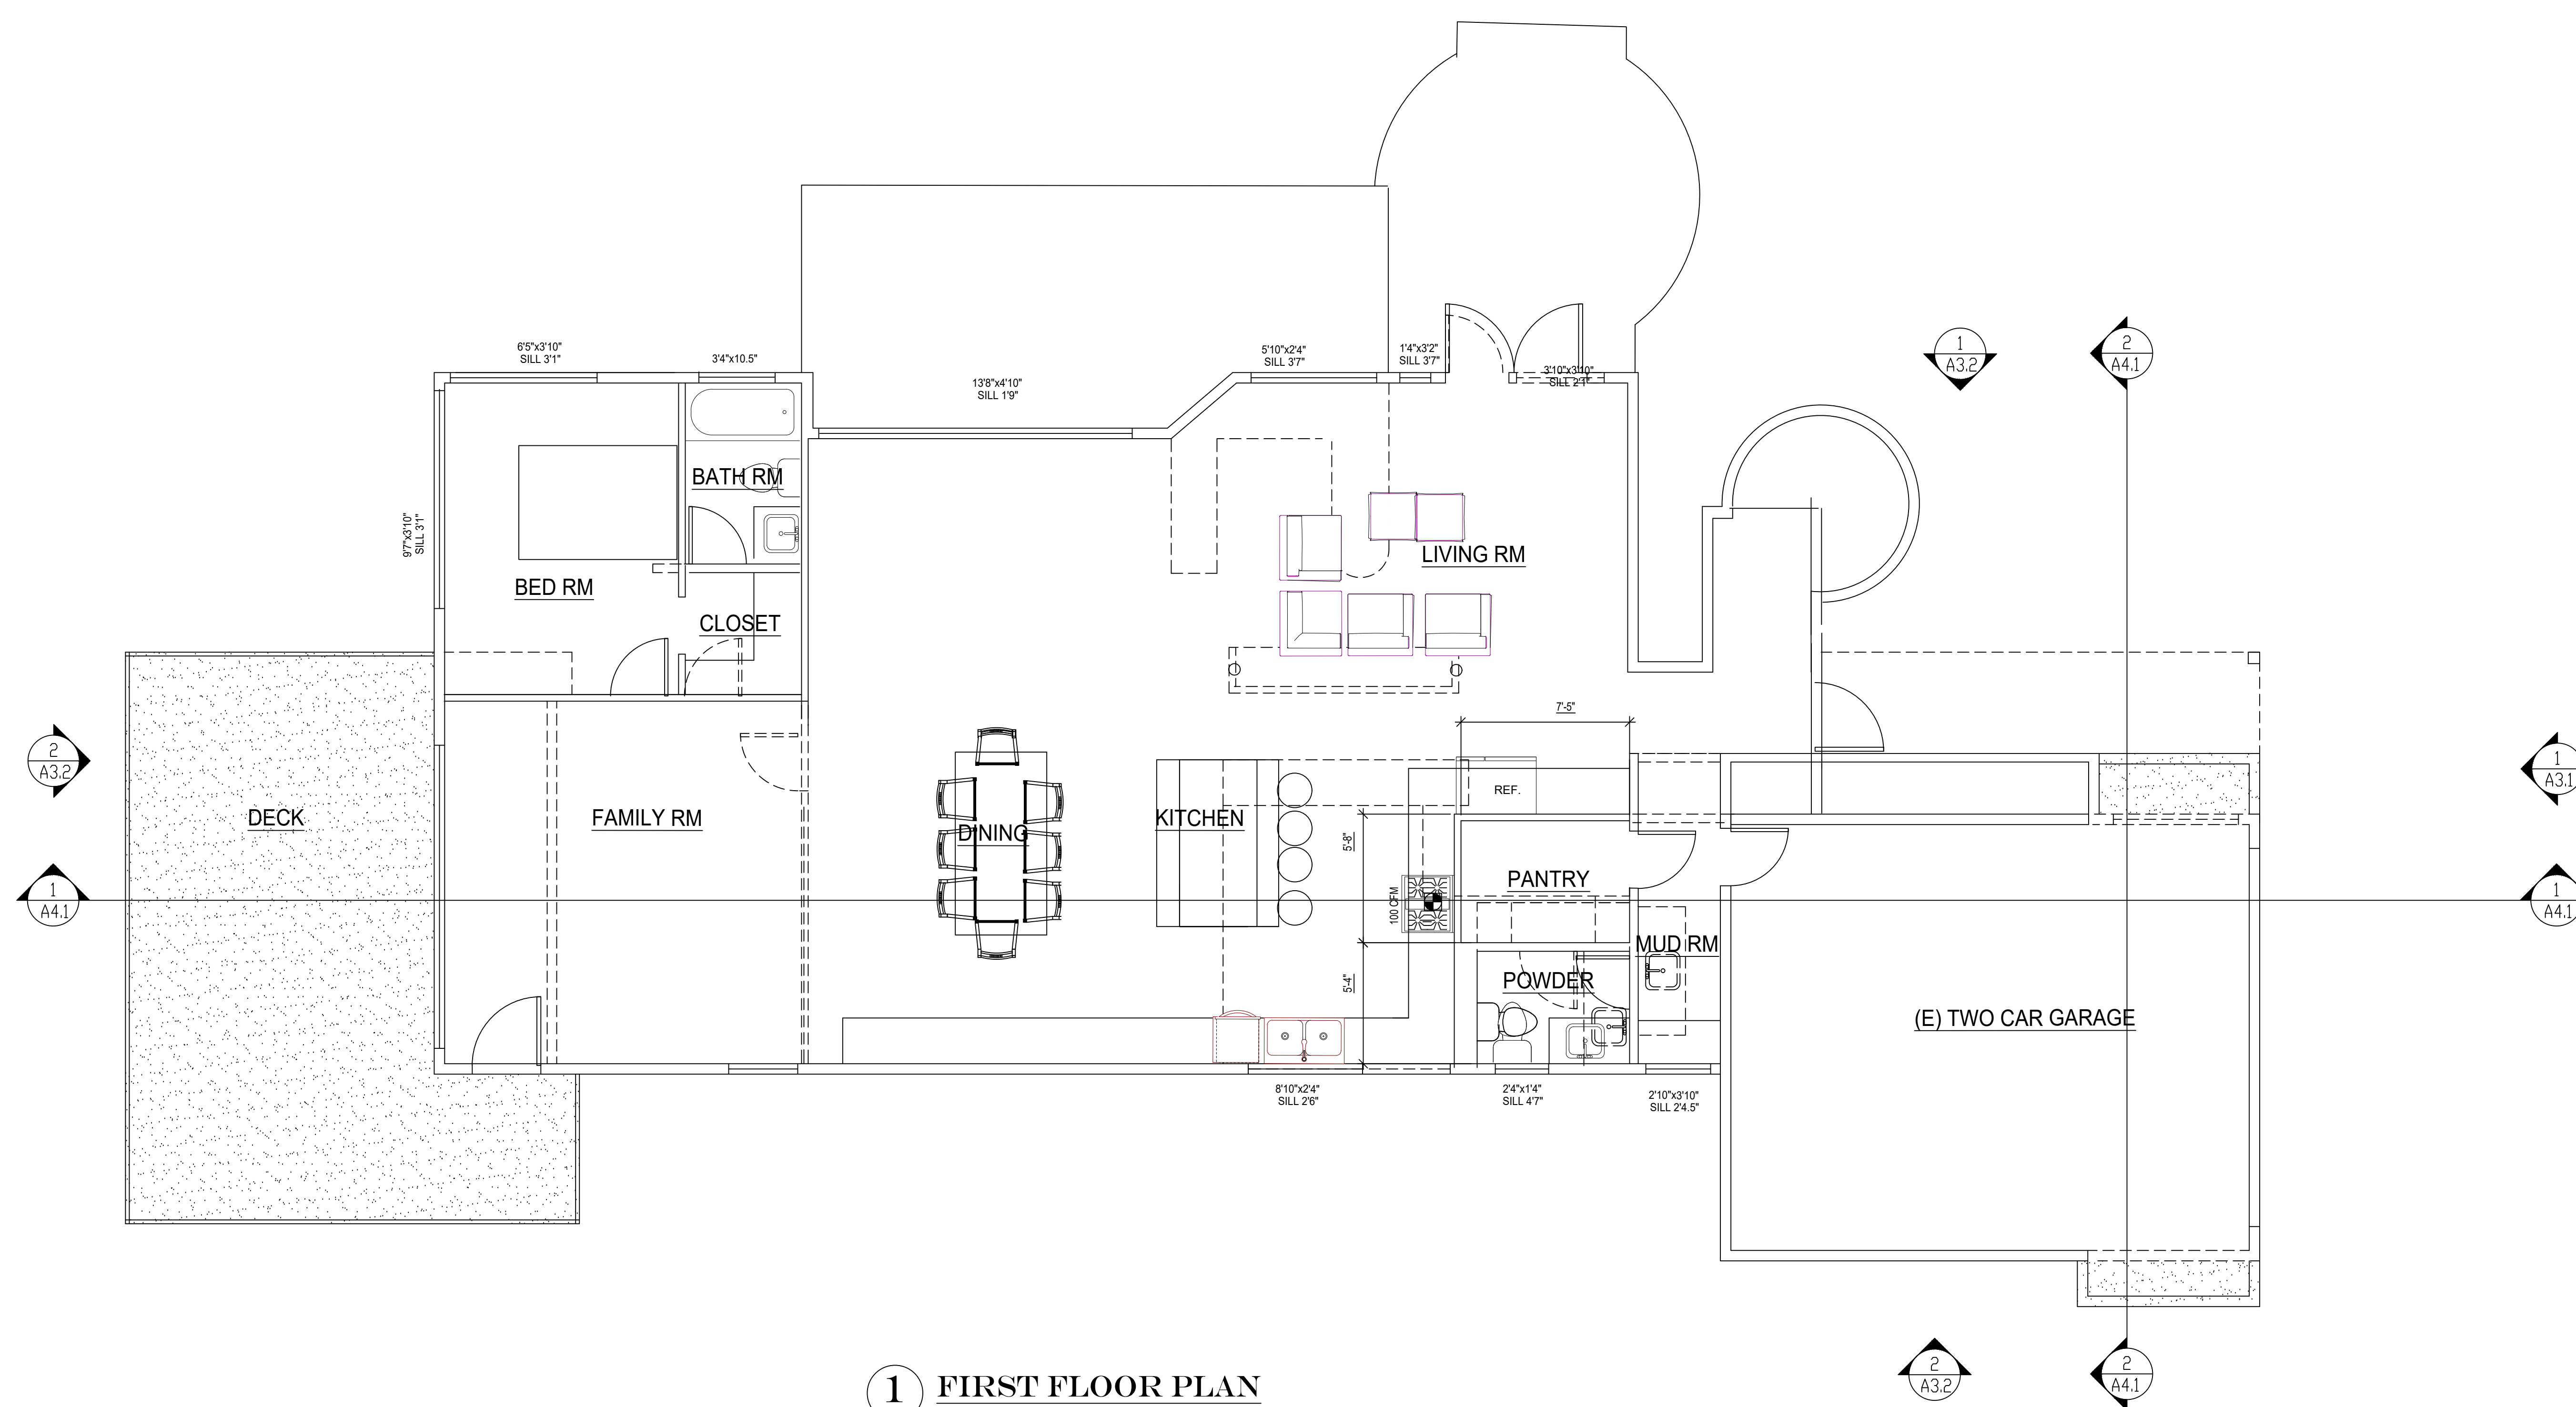 6'5"x3'10"
SILL 3'1"
3'4"x10.5"
13'8"x4'10"
SILL 1'9"
5'10"x2'4"
SILL 3'7"
1'4"x3'2"
SILL 3'7"
3'10"x3'10"
SILL 2'1"
1
A3.2
2
A4.1
BATH RM
9'7"x3'10"
SILL 3'1"
BED RM
CLOSET
LIVING RM
7'-5"
2
A3.2
1
A3.1
REF.
DECK
FAMILY RM
DINING
KITCHEN
5'-8"
PANTRY
1
A4.1
100 CFM
1
A4.1
MUD RM
5'-4"
POWDER
(E) TWO CAR GARAGE
8'10"x2'4"
SILL 2'6"
2'4"x1'4"
SILL 4'7"
2'10"x3'10"
SILL 2'4.5"
2
A3.2
2
A4.1
1 FIRST FLOOR PLAN